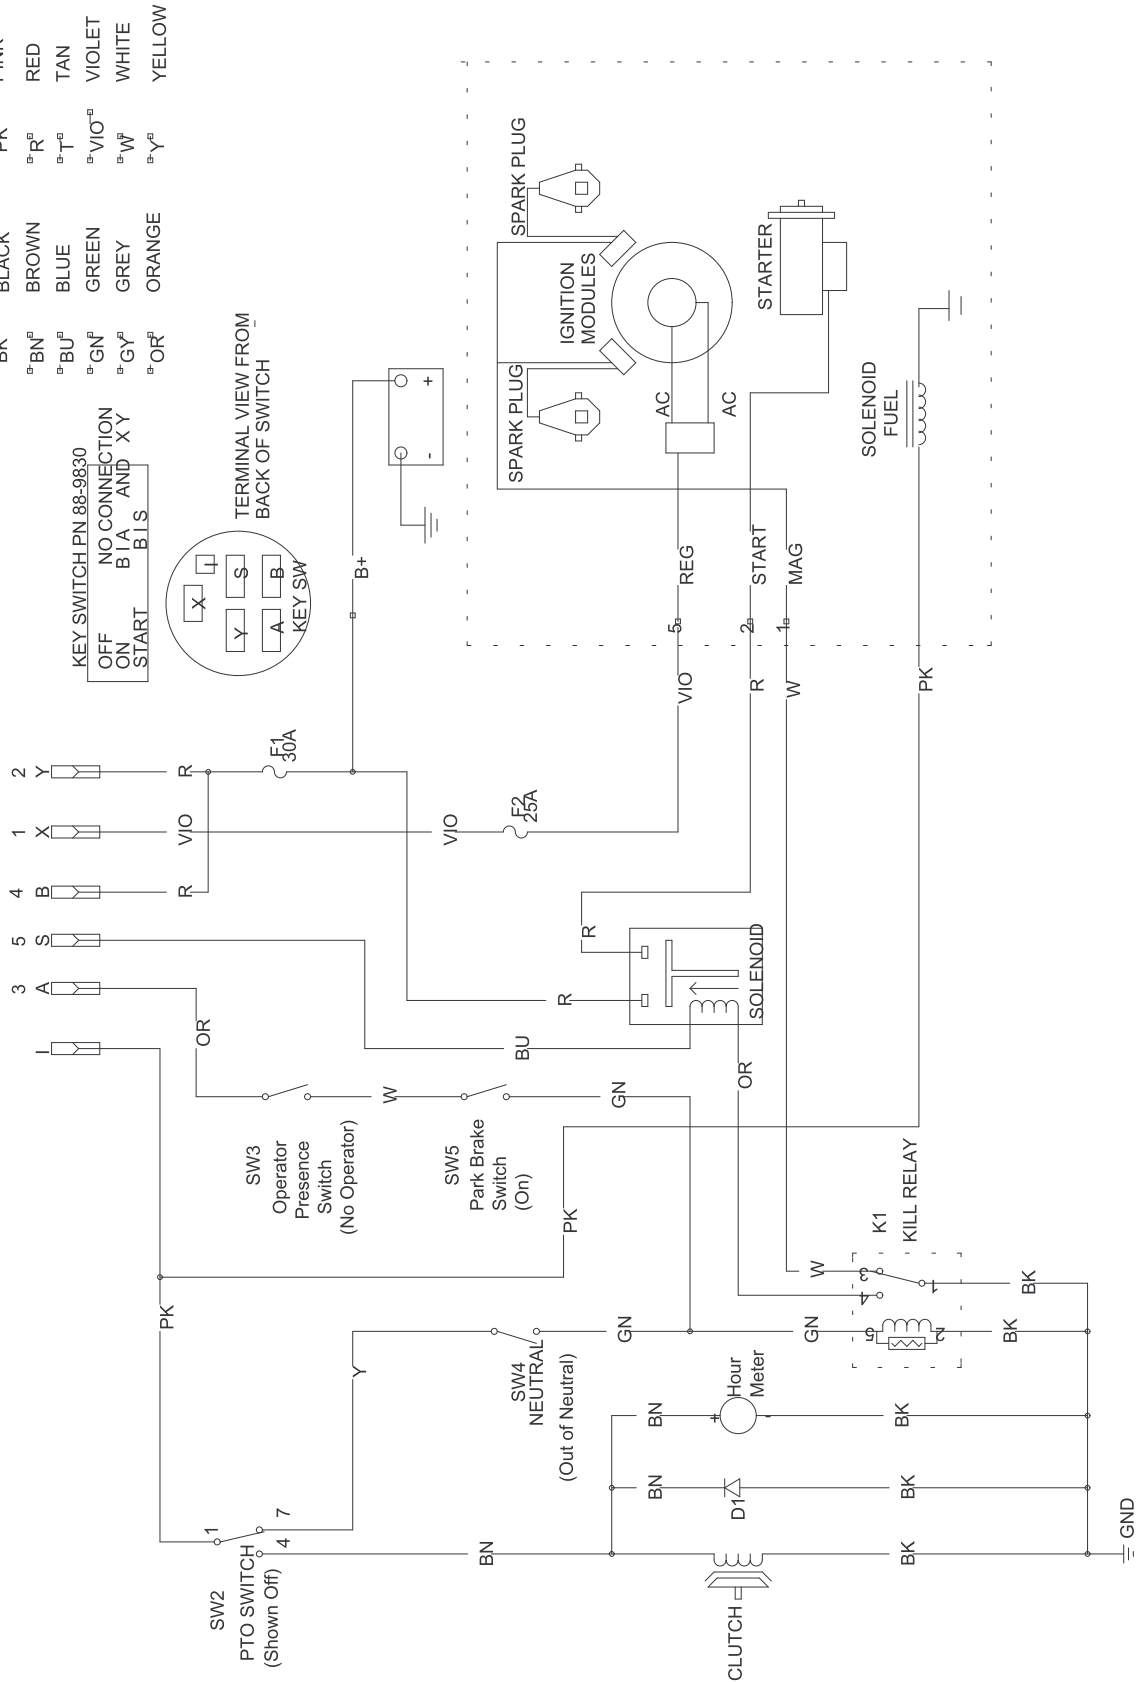 BK BLACK PK PINK
BN BROWN R RED
BU BLUE T TAN
GN GREEN VIO VIOLET
GY GREY W WHITE
OR ORANGE Y YELLOW
KEY SWITCH PN 88-9830
OFF NO CONNECTION
ON B I A AND X Y
START B I S
TERMINAL VIEW FROM
BACK OF SWITCH
X
I
Y S
A B
KEY SW
2
Y
1
X
4
B
5
S
3
A
I
R
VIO
R
F1
30A
B+
- +
VIO
F2
25A
OR
SW3
Operator
Presence
Switch
(No Operator)
W
SW5
Park Brake
Switch
(On)
GN
BU
R
R
SOLENOID
OR
PK
PK
SW2
PTO SWITCH
(Shown Off)
1
4
7
Y
SW4
NEUTRAL
(Out of Neutral)
GN
GN
BN
BN
BN
CLUTCH
D1
+ -
Hour
Meter
BK
BK
BK
BK
BK
GND
K1
KILL RELAY
W
3
4
1
5
2
VIO
R
W
PK
5
2
1
REG
START
MAG
SPARK PLUG
SPARK PLUG
IGNITION
MODULES
AC
AC
STARTER
SOLENOID
FUEL